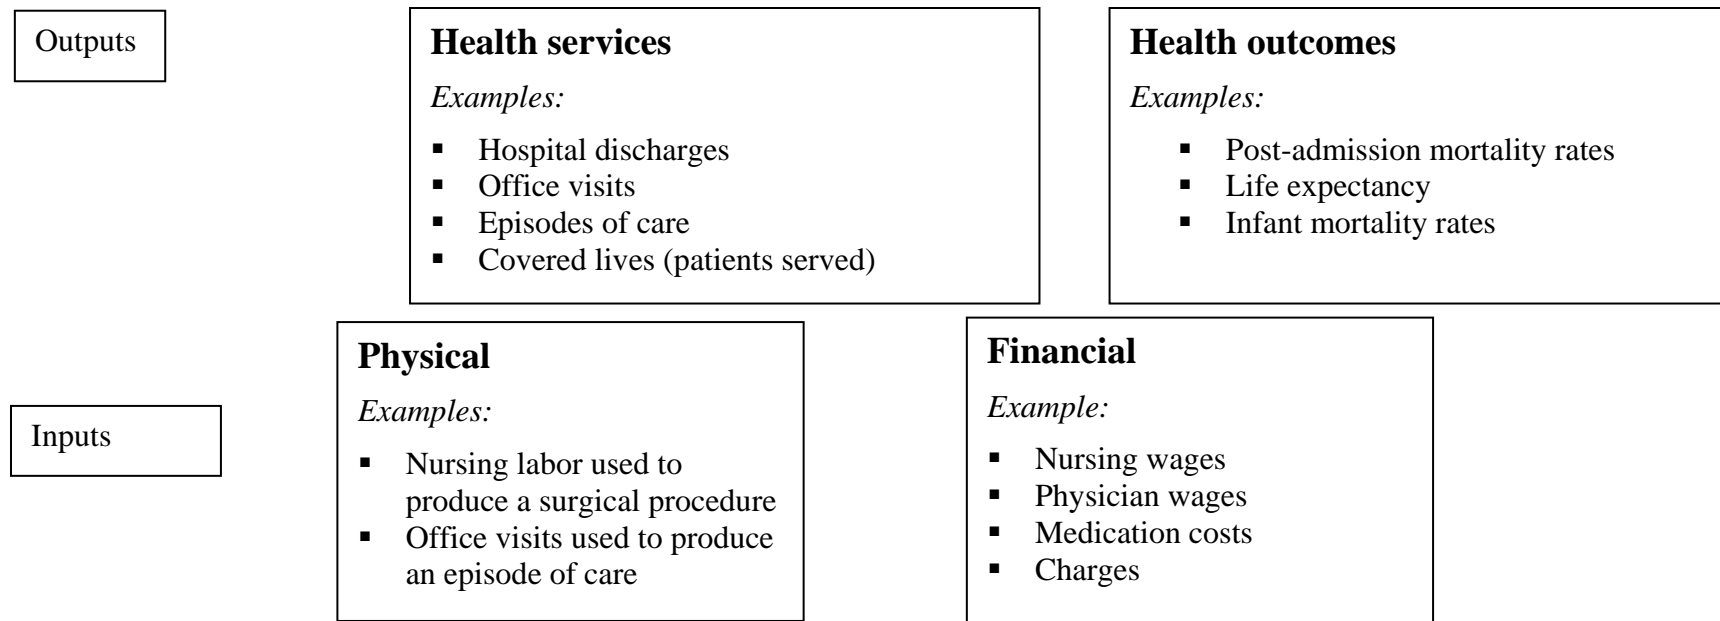 Outputs
Health services
Examples:
▪ Hospital discharges
▪ Office visits
▪ Episodes of care
▪ Covered lives (patients served)
Health outcomes
Examples:
▪ Post-admission mortality rates
▪ Life expectancy
▪ Infant mortality rates
Inputs
Physical
Examples:
▪ Nursing labor used to
produce a surgical procedure
▪ Office visits used to produce
an episode of care
Financial
Example:
▪ Nursing wages
▪ Physician wages
▪ Medication costs
▪ Charges